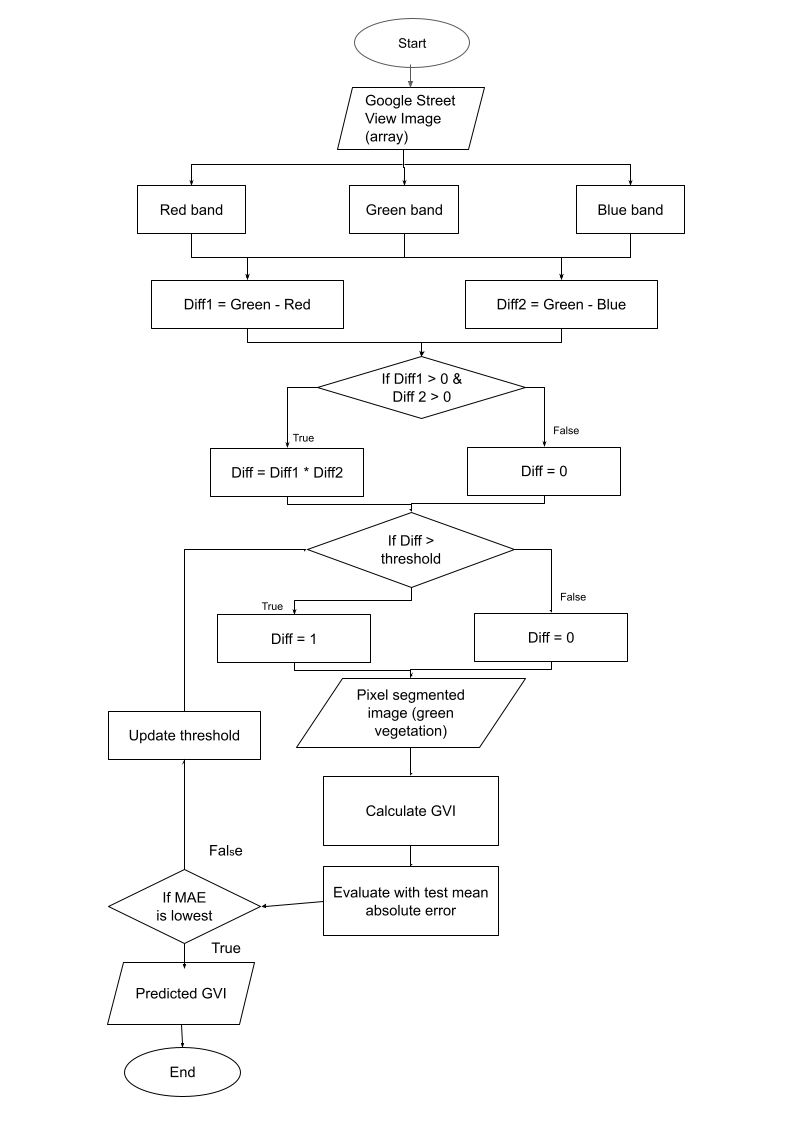 Start
Google Street
View Image
(array)
Red band
Green band
Blue band
Diff1 = Green - Red
Diff2 = Green - Blue
If Diff1 > 0 &
Diff 2 > 0
True
False
Diff = Diff1 * Diff2
Diff = 0
If Diff >
threshold
True
False
Diff = 1
Diff = 0
Pixel segmented
image (green
vegetation)
Update threshold
Calculate GVI
False
Evaluate with test mean
absolute error
If MAE
is lowest
True
Predicted GVI
End